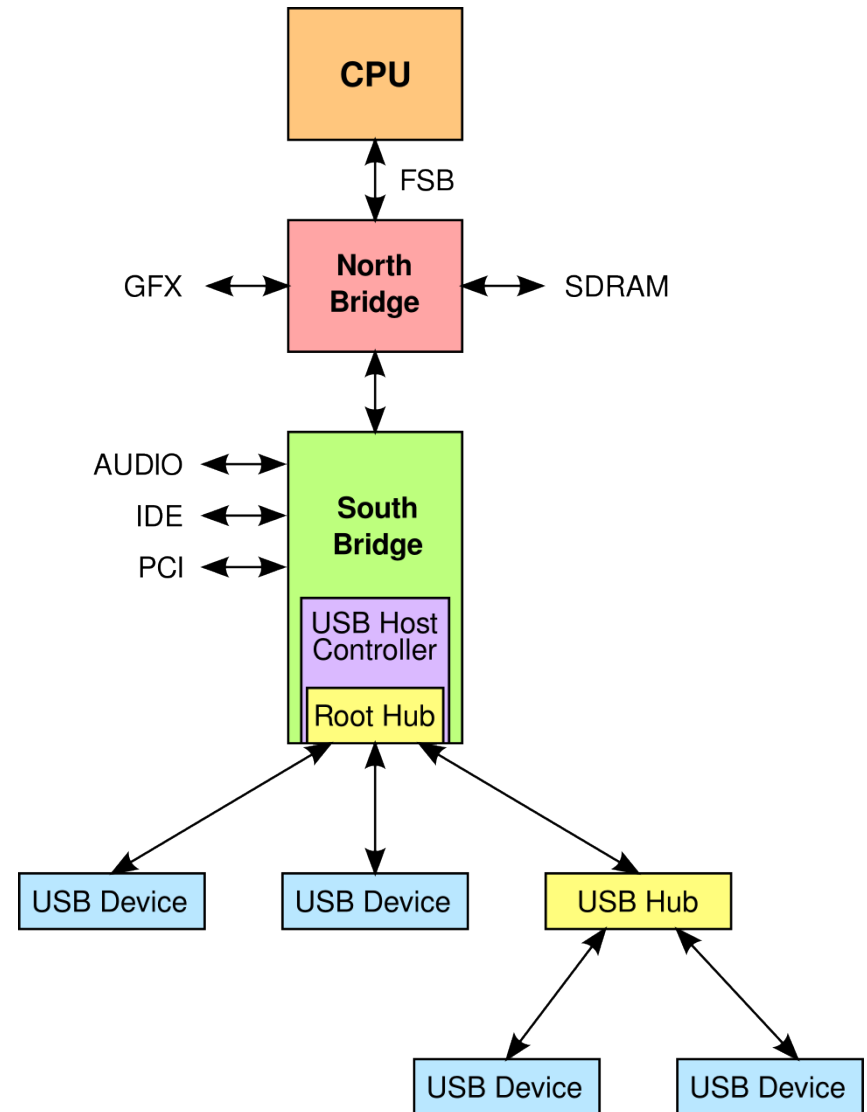 CPU
FSB
North
Bridge
GFX
SDRAM
AUDIO
IDE
PCI
South
Bridge
USB Host
Controller
Root Hub
USB Device
USB Device
USB Hub
USB Device
USB Device